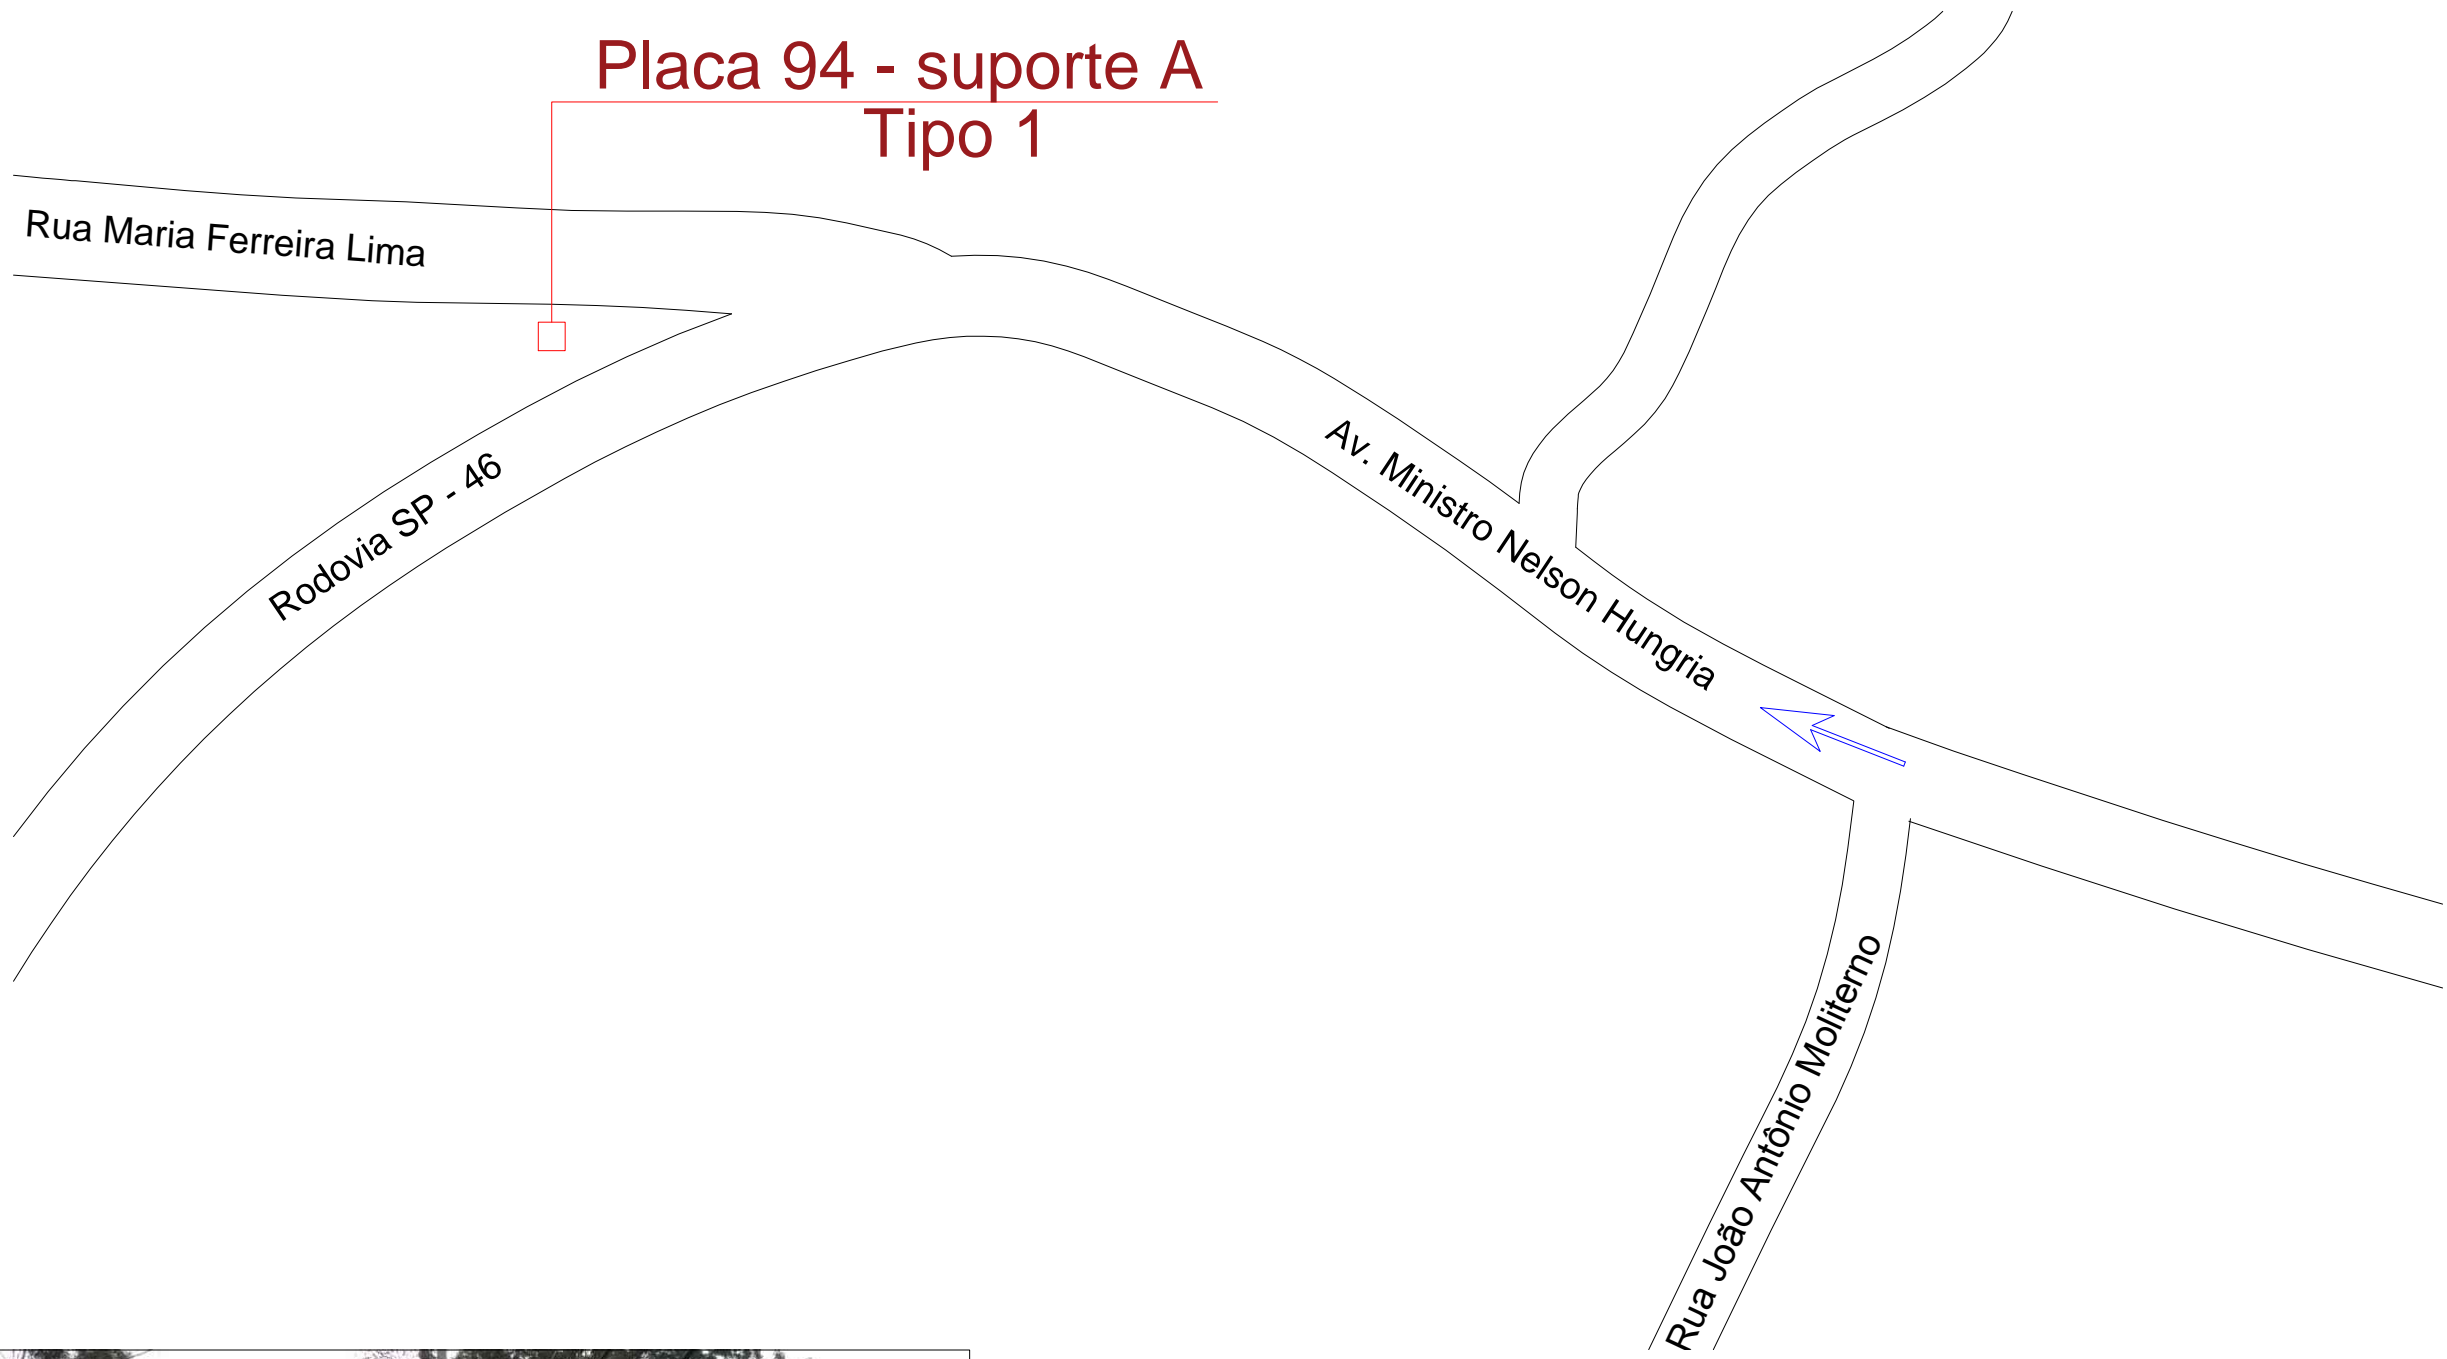 Placa 94 - suporte A
Tipo 1
Rua Maria Ferreira Lima
Rodovia SP - 46
Av. Ministro Nelson Hungria
Rua João Antônio Moliterno